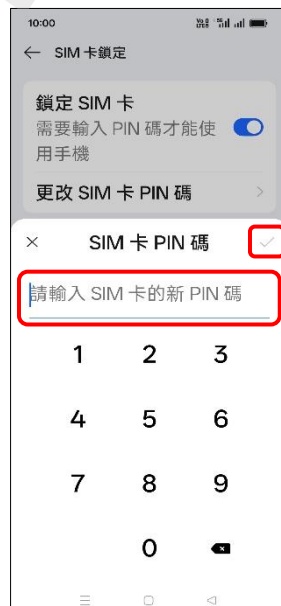 10:00
SIM 卡鎖定
鎖定 SIM 卡
需要輸入 PIN 碼才能使
用手機
更改 SIM 卡 PIN 碼
SIM 卡 PIN 碼
請輸入 SIM 卡的新 PIN 碼
1 2 3
4 5 6
7 8 9
0